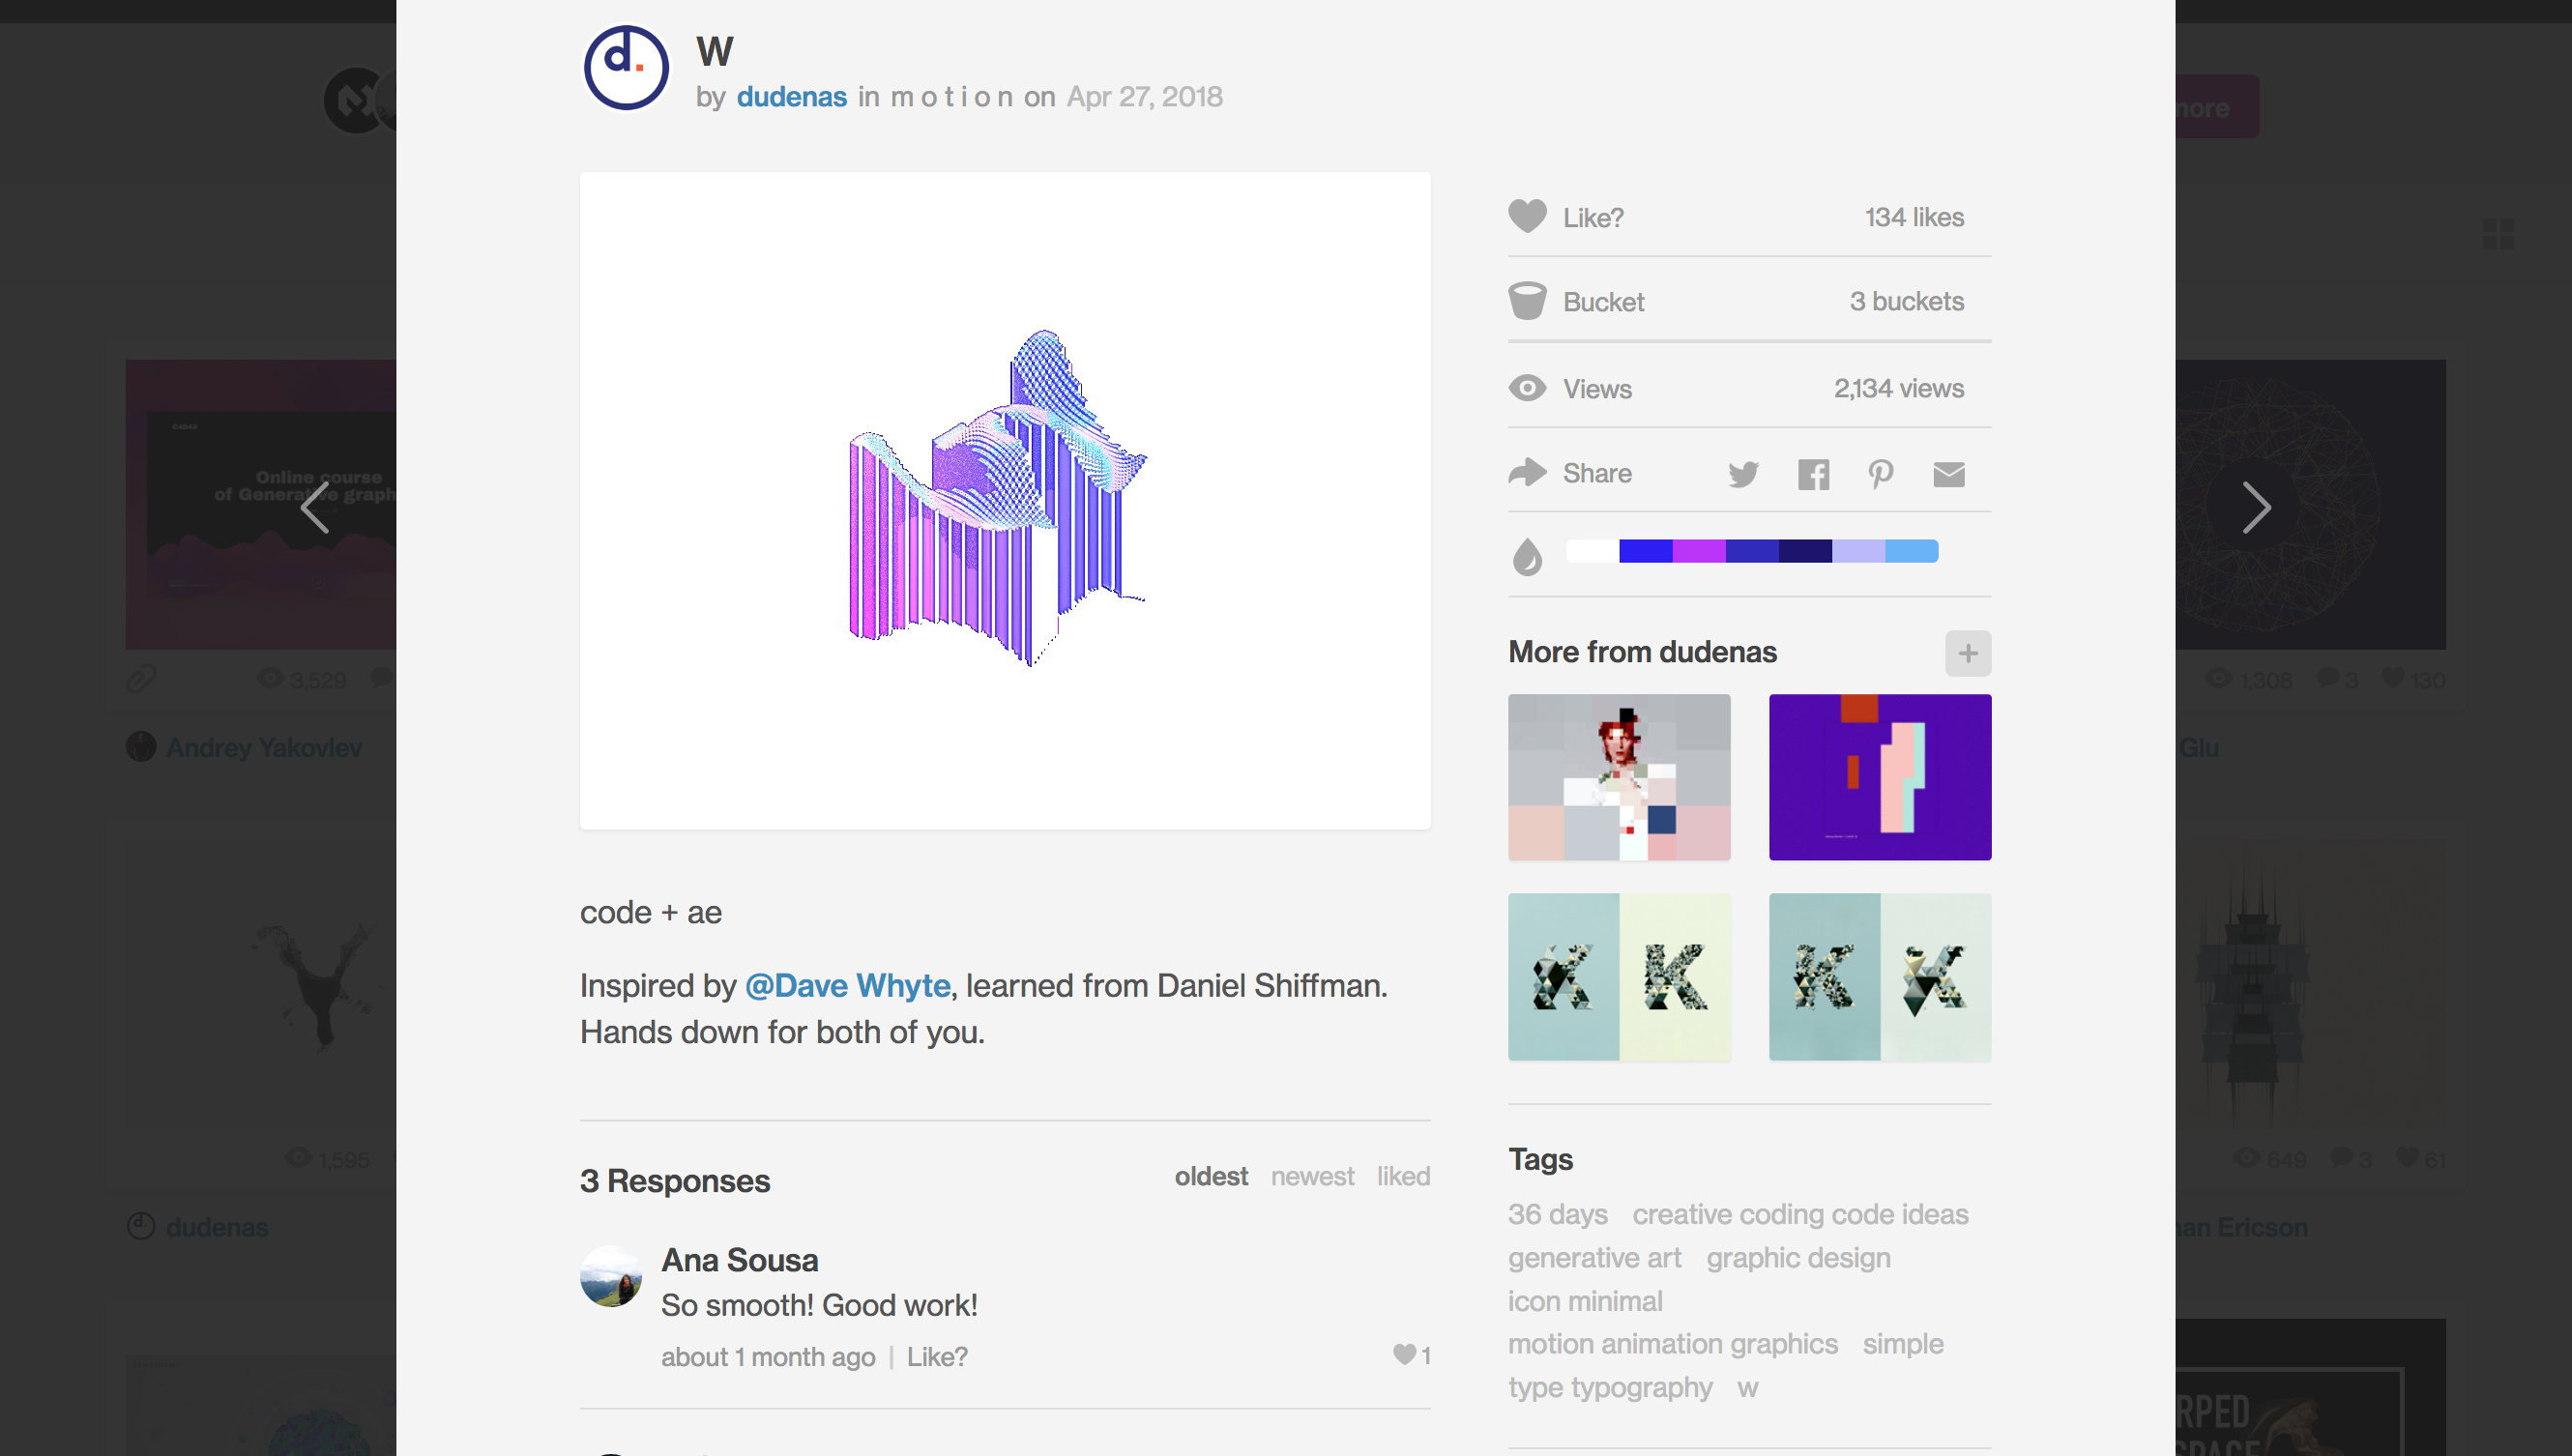 d.
W
by dudenas in m o t i o n on Apr 27, 2018
more
Like?
134 likes
Bucket
3 buckets
Views
2,134 views
Share
code + ae
Inspired by @Dave Whyte, learned from Daniel Shiffman.
Hands down for both of you.
3 Responses
oldest newest liked
Ana Sousa
So smooth! Good work!
about 1 month ago | Like?
1
More from dudenas
K K
K K
Tags
36 days creative coding code ideas
generative art graphic design
icon minimal
motion animation graphics simple
type typography w
Online course
of Generative graph
3,529
Andrey Yakovlev
1,595
d.
dudenas
1,308 3 130
Glu
649 3 61
an Ericson
RPED
SPACE